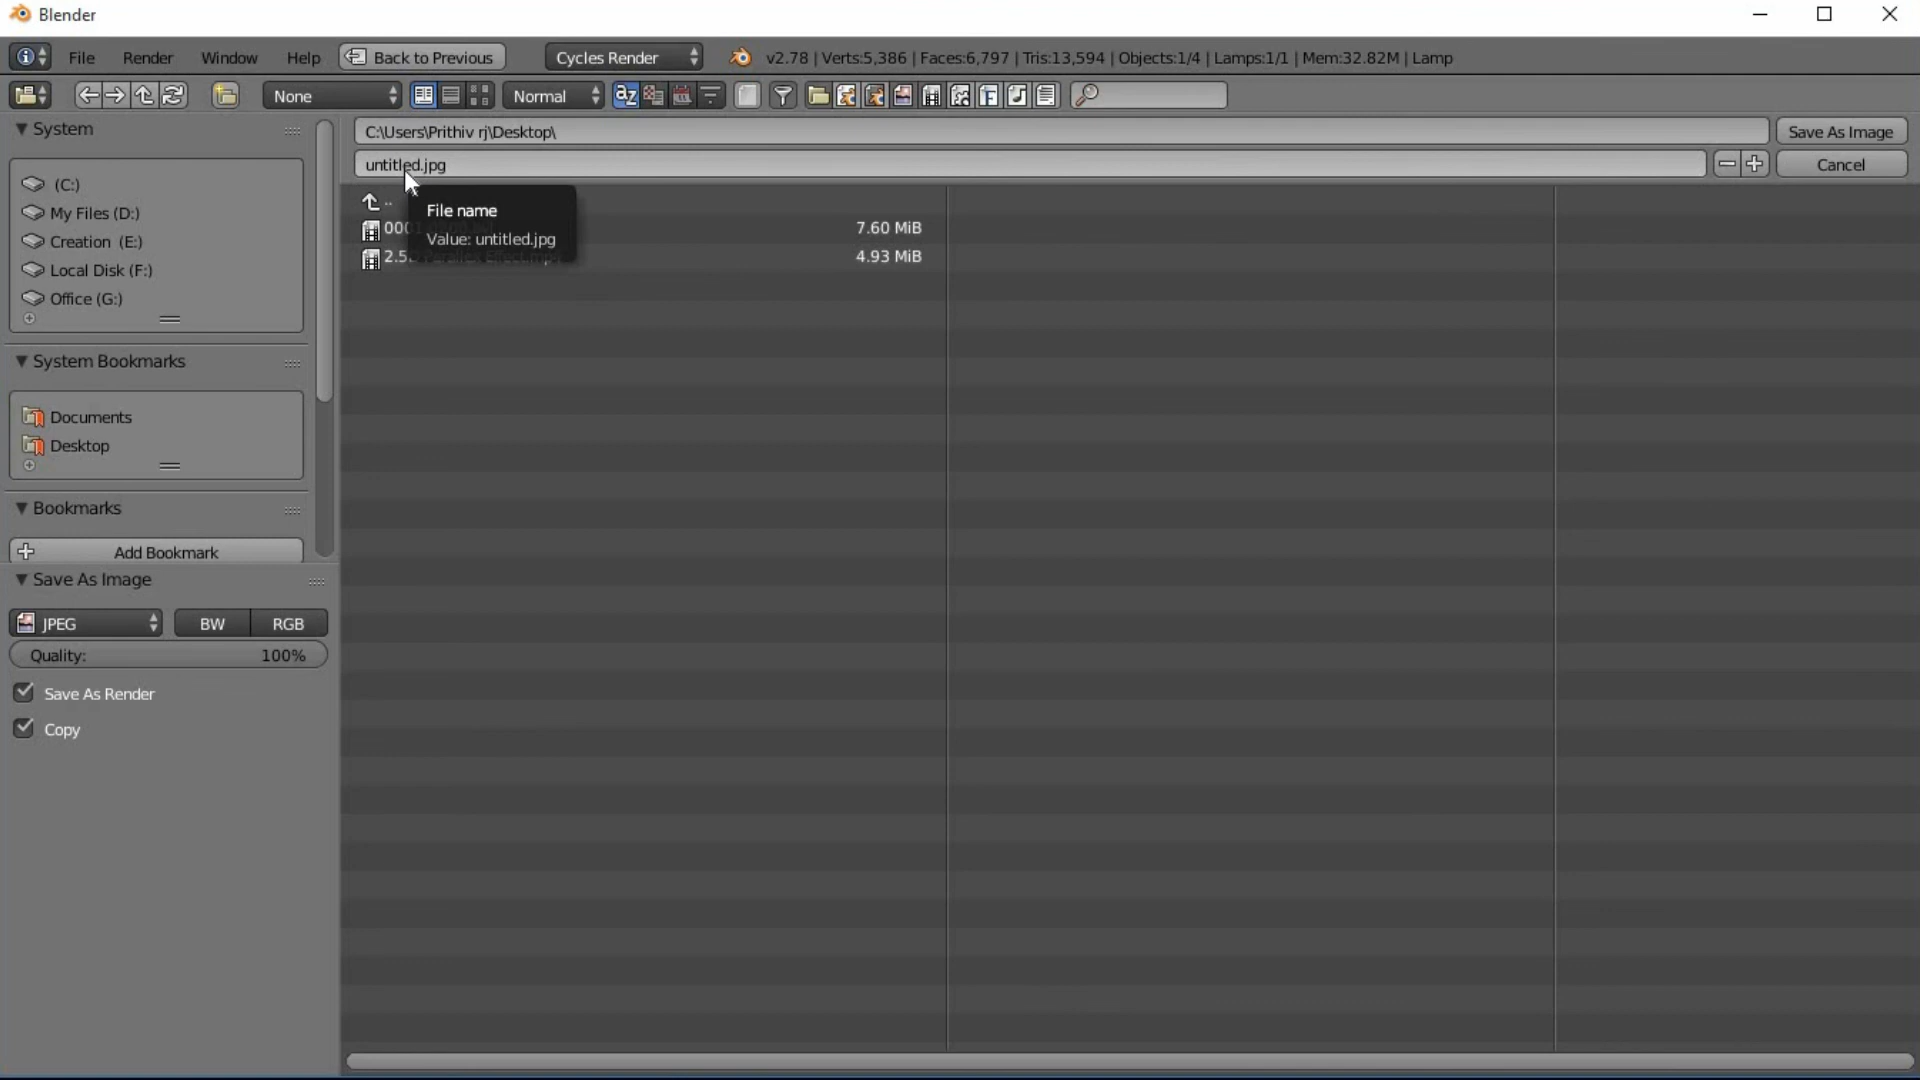 Blender
File Render Window Help Back to Previous Cycles Render v2.78 | Verts:5,386 | Faces:6,797 | Tris:13,594 | Objects:1/4 | Lamps:1/1 | Mem:32.82M | Lamp
None Normal
System
C:\Users\Prithiv rj\Desktop\ Save As Image
untitled.jpg Cancel
(C:)
My Files (D:)
Creation (E:)
Local Disk (F:)
Office (G:)
..
File name
000 7.60 MiB
Value: untitled.jpg
2.5 4.93 MiB
System Bookmarks
Documents
Desktop
Bookmarks
Add Bookmark
Save As Image
JPEG BW RGB
Quality: 100%
Save As Render
Copy